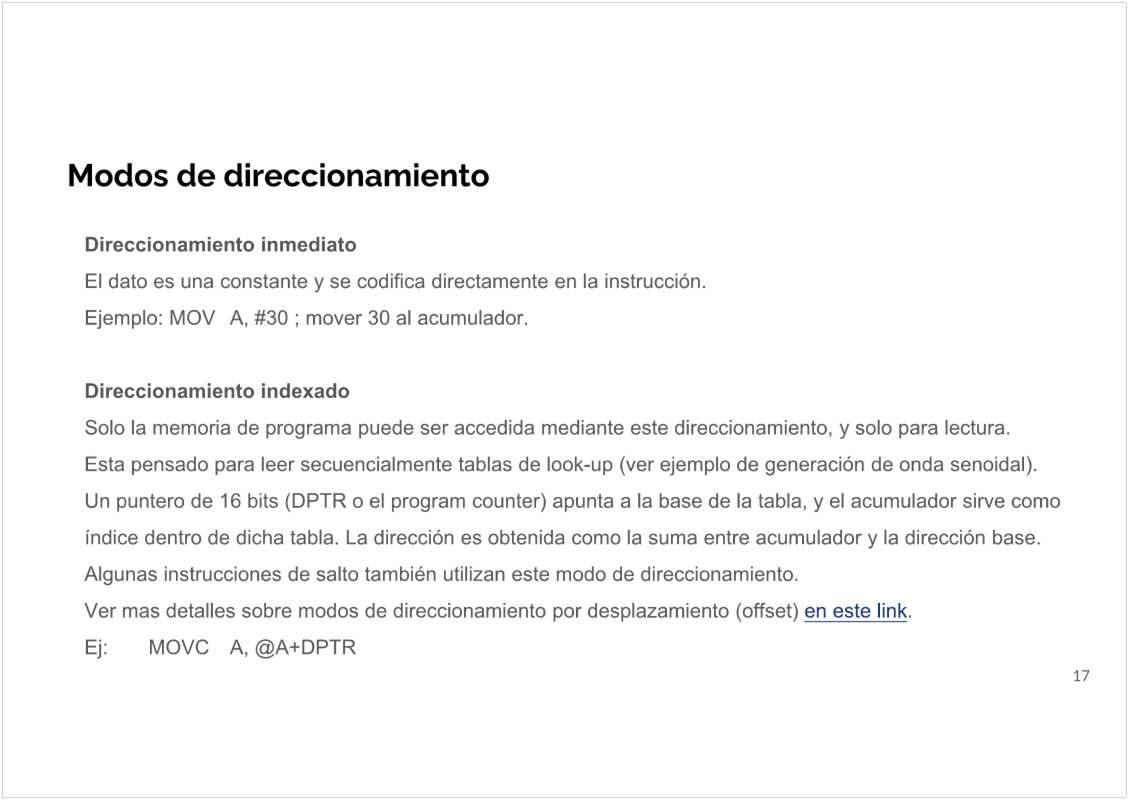 Modos de direccionamiento
Direccionamiento inmediato
El dato es una constante y se codifica directamente en la instrucción.
Ejemplo: MOV A, #30 ; mover 30 al acumulador.
Direccionamiento indexado
Solo la memoria de programa puede ser accedida mediante este direccionamiento, y solo para lectura.
Esta pensado para leer secuencialmente tablas de look-up (ver ejemplo de generación de onda senoidal).
Un puntero de 16 bits (DPTR o el program counter) apunta a la base de la tabla, y el acumulador sirve como
índice dentro de dicha tabla. La dirección es obtenida como la suma entre acumulador y la dirección base.
Algunas instrucciones de salto también utilizan este modo de direccionamiento.
Ver mas detalles sobre modos de direccionamiento por desplazamiento (offset) en este link.
Ej: MOVC A, @A+DPTR
17